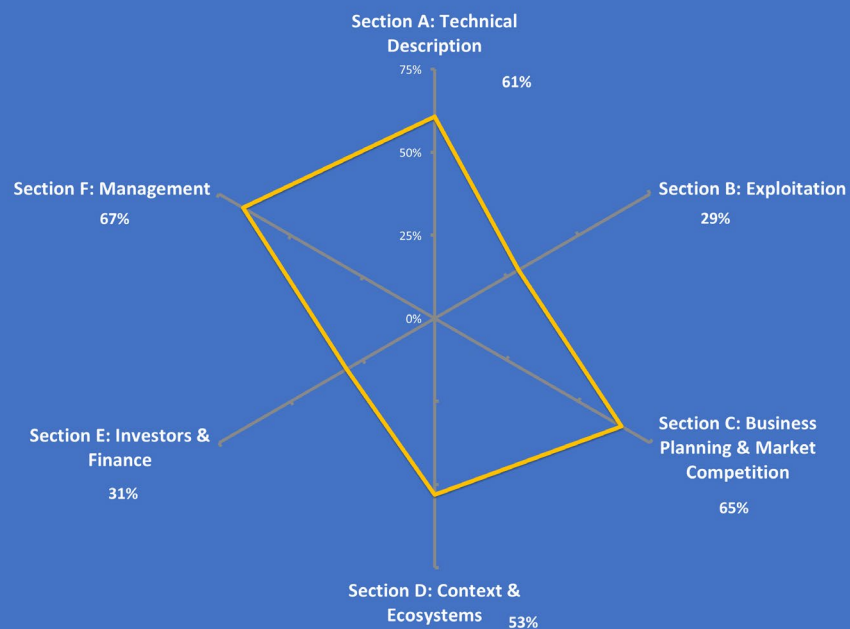 Section A: Technical
Description
75%
61%
50%
Section F: Management
67%
Section B: Exploitation
29%
25%
0%
Section E: Investors &
Finance
31%
Section C: Business
Planning & Market
Competition
65%
Section D: Context &
Ecosystems
53%